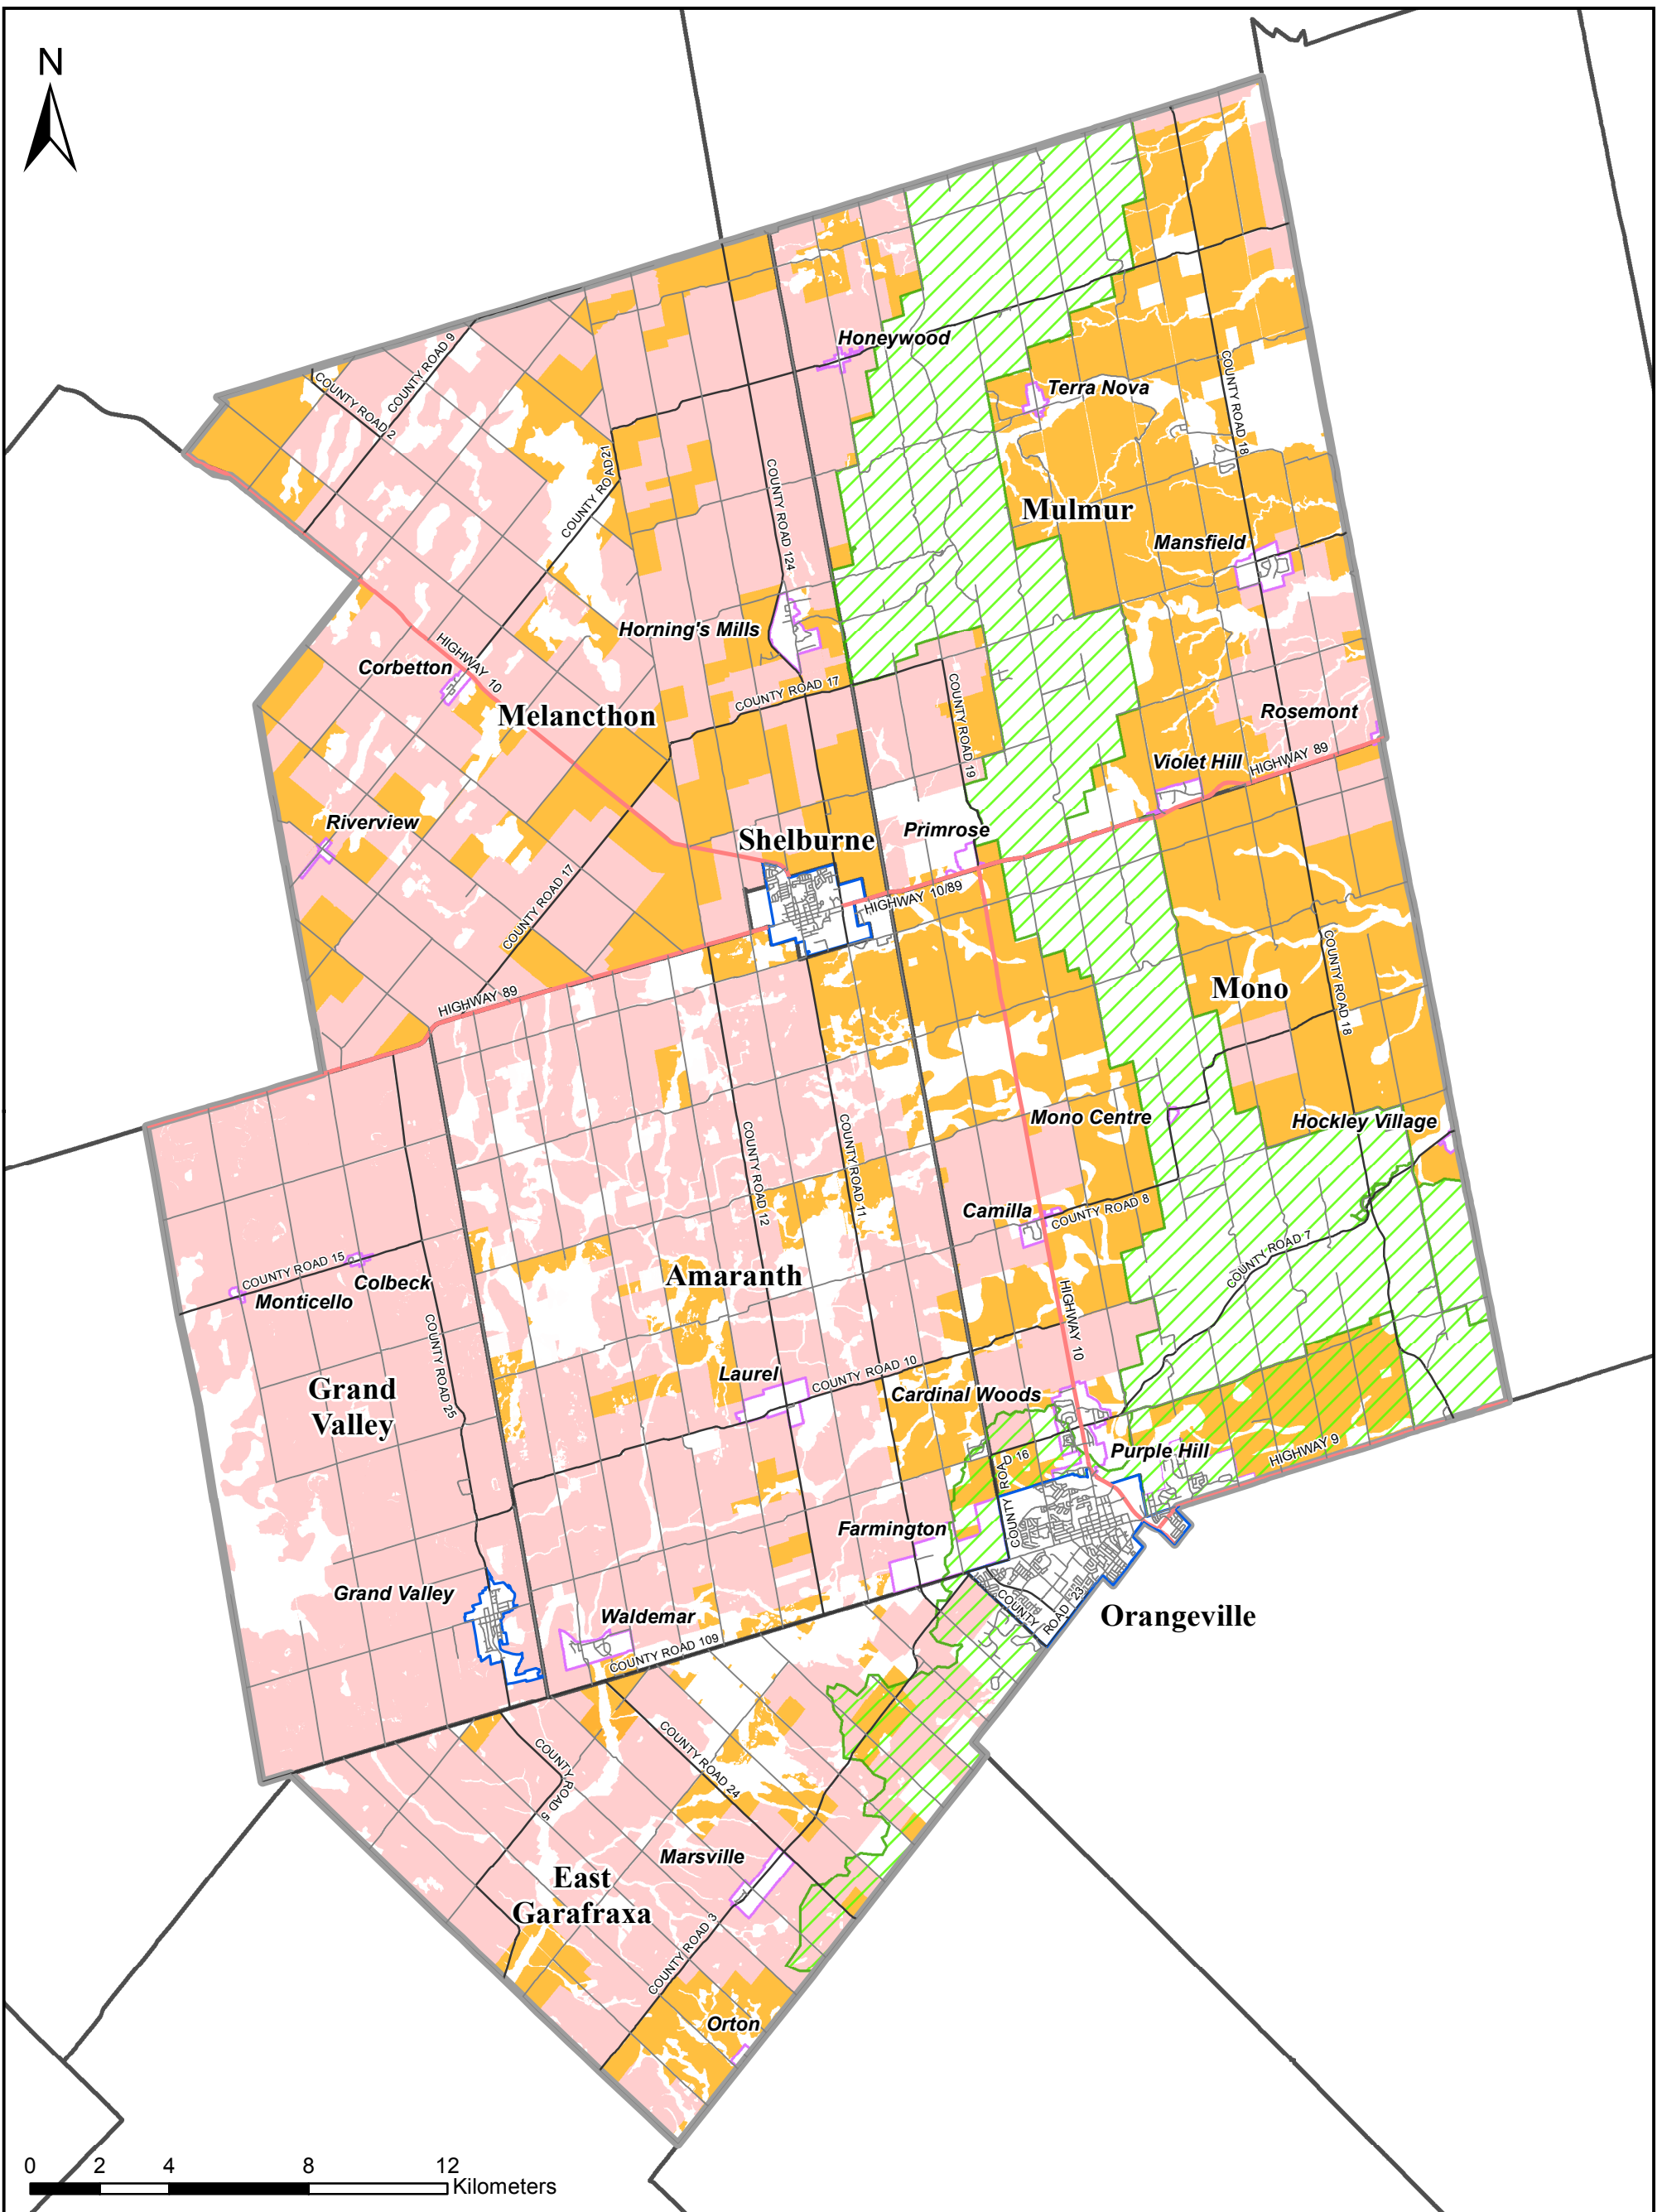 N
COUNTY ROAD 9
COUNTY ROAD 2
Honeywood
Terra Nova
COUNTY ROAD 18
COUNTY ROAD21
COUNTY ROAD 124
Mulmur
Mansfield
Horning's Mills
HIGHWAY 10
Corbetton
COUNTY ROAD 17
COUNTY ROAD 19
Melancthon
Rosemont
HIGHWAY 89
Violet Hill
Riverview
Shelburne
Primrose
HIGHWAY 10/89
COUNTY ROAD 17
COUNTY ROAD 18
HIGHWAY 89
Mono
Mono Centre
Hockley Village
COUNTY ROAD 12
COUNTY ROAD 11
Camilla
COUNTY ROAD 8
COUNTY ROAD 7
COUNTY ROAD 15
Colbeck
Monticello
Amaranth
HIGHWAY 10
COUNTY ROAD 25
Laurel
COUNTY ROAD 10
Grand
Valley
Cardinal Woods
Purple Hill
HIGHWAY 9
COUNTY ROAD 16
Farmington
Grand Valley
Waldemar
COUNTY ROAD 23
Orangeville
COUNTY ROAD 109
COUNTY ROAD 5
COUNTY ROAD 24
Marsville
East
Garafraxa
COUNTY ROAD 3
Orton
0 2 4 8 12
Kilometers